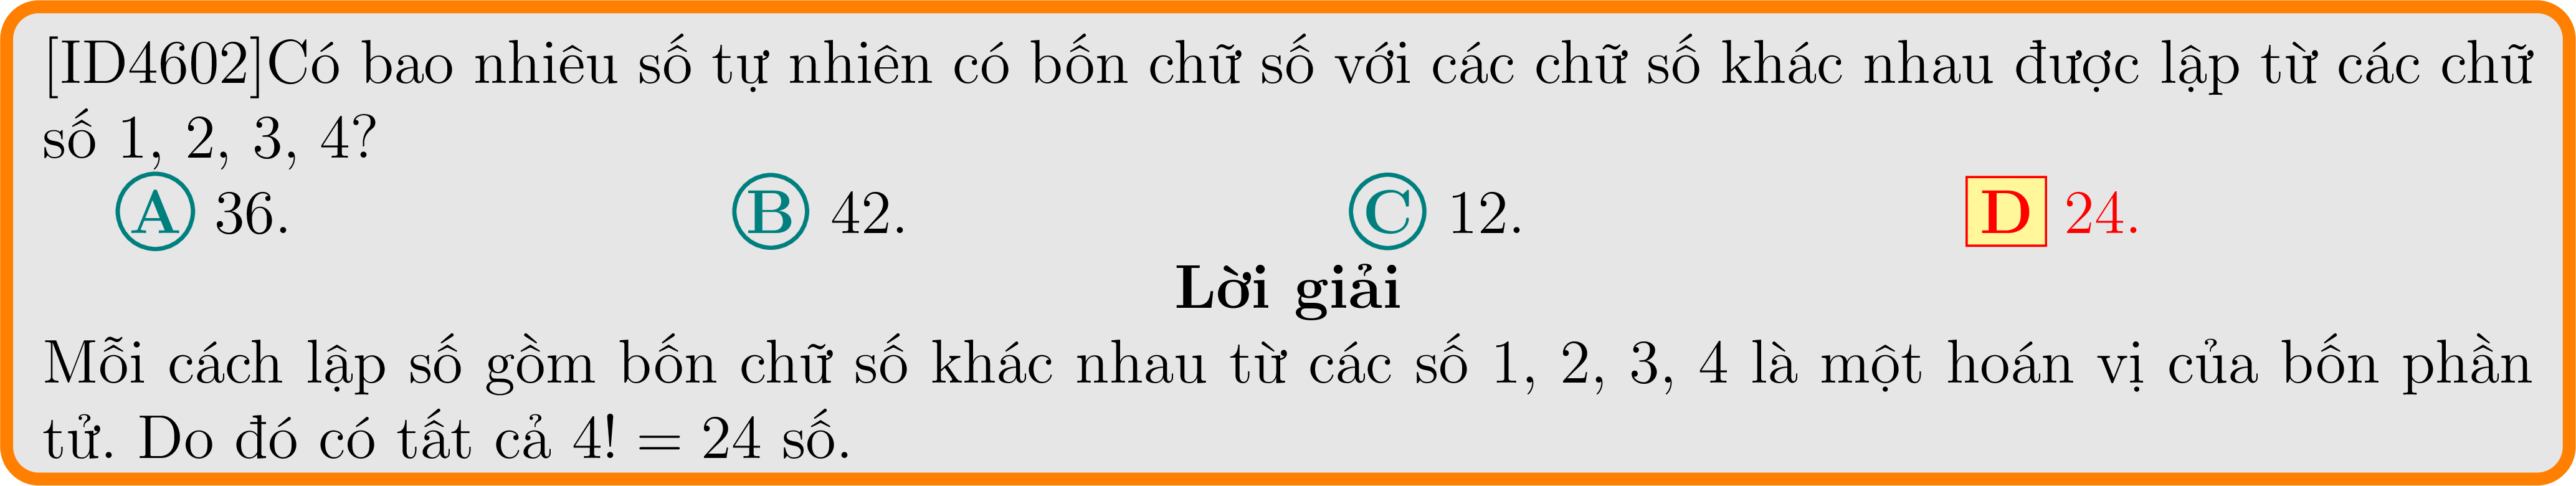 [ID4602]Có bao nhiêu số tự nhiên có bốn chữ số với các chữ số khác nhau được lập từ các chữ
số 1, 2, 3, 4?
A 36. B 42. C 12. D 24.
Lời giải
Mỗi cách lập số gồm bốn chữ số khác nhau từ các số 1, 2, 3, 4 là một hoán vị của bốn phần
tử. Do đó có tất cả 4! = 24 số.